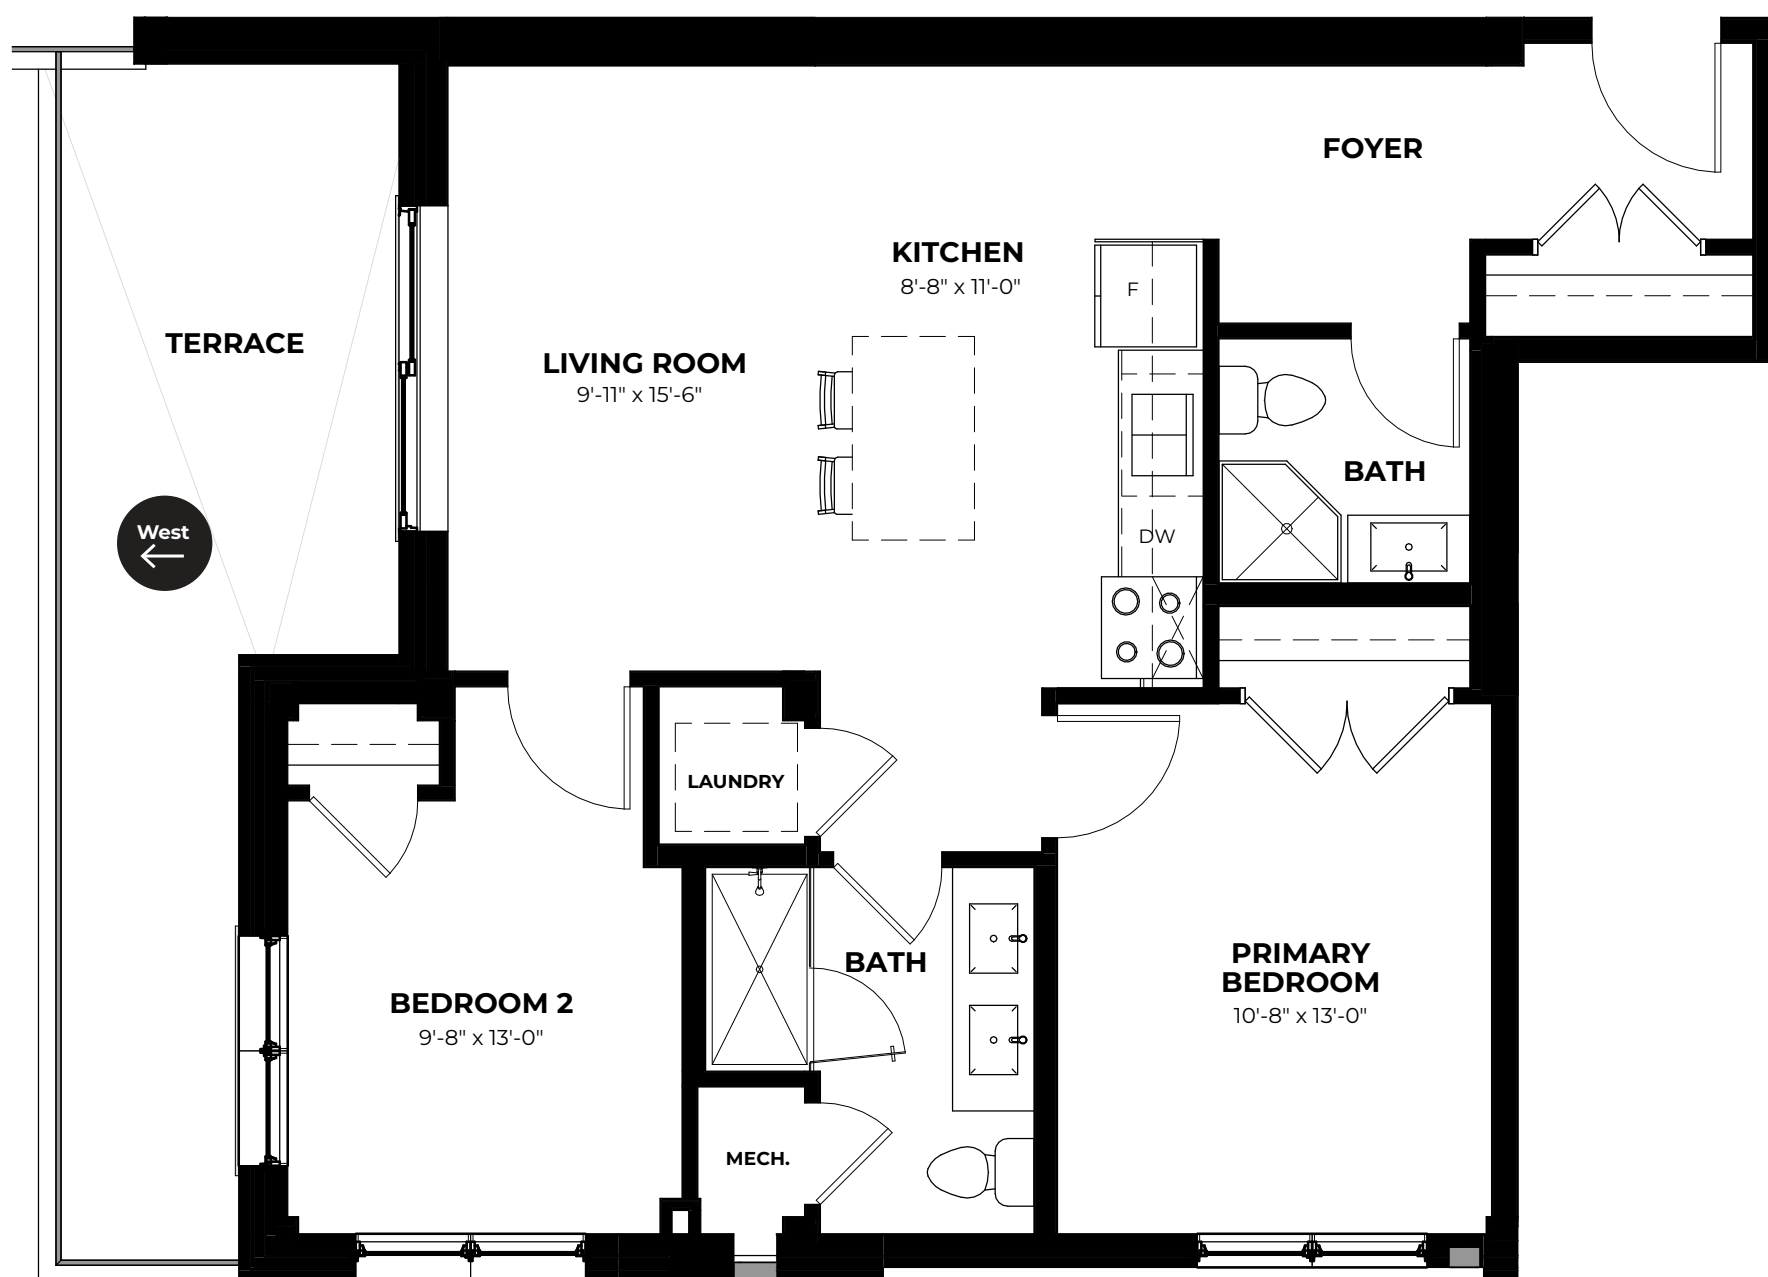 FOYER
KITCHEN
8'-8" x 11'-0"
F
TERRACE
LIVING ROOM
9'-11" x 15'-6"
BATH
West
DW
LAUNDRY
BATH
PRIMARY
BEDROOM
10'-8" x 13'-0"
BEDROOM 2
9'-8" x 13'-0"
MECH.